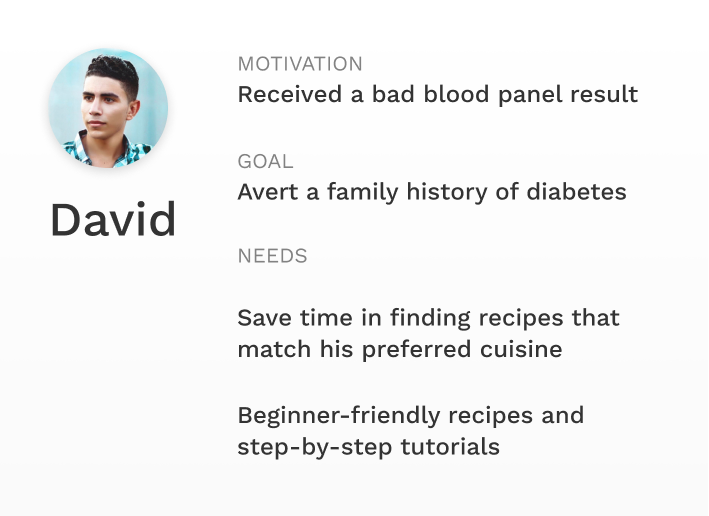 David
MOTIVATION
Received a bad blood panel result
GOAL
Avert a family history of diabetes
NEEDS
Save time in finding recipes that
match his preferred cuisine
Beginner-friendly recipes and
step-by-step tutorials